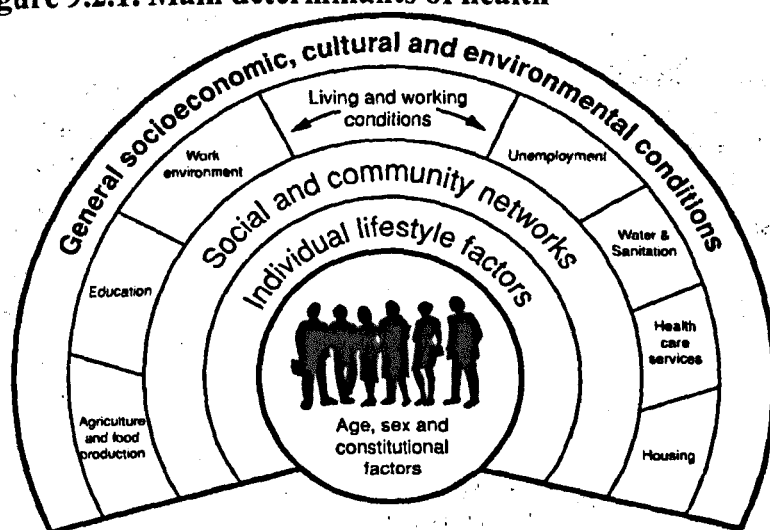 gure 9.2.1. Main determinants of health
General socioeconomic, cultural and environmental conditions
Living and working
conditions
Work
environment
Unemployment
Social and community networks
Water &
Sanitation
Individual lifestyle factors
Education
Health
care
services
Agriculture
and food
production
Age, sex and
constitutional
factors
Housing